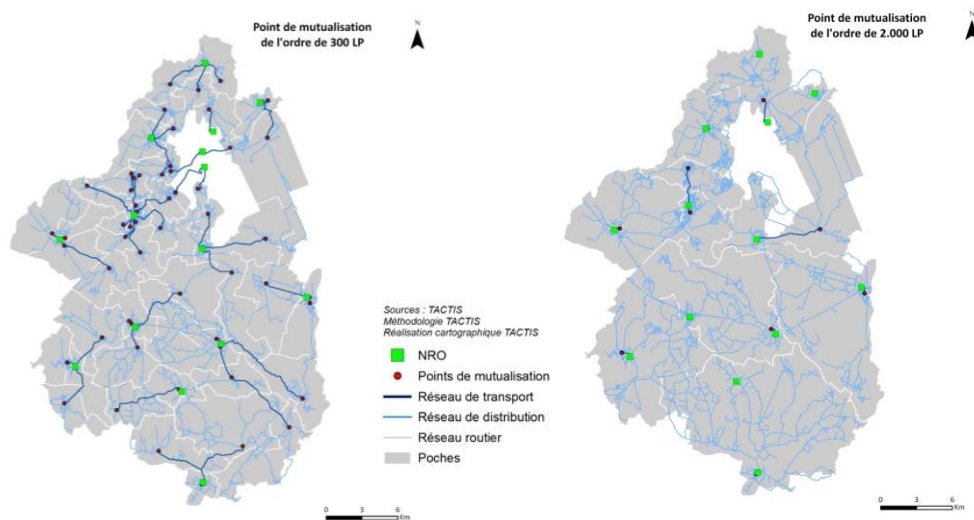 Point de mutualisation
de l'ordre de 300 LP
N
Sources : TACTIS
Méthodologie TACTIS
Réalisation cartographique TACTIS
NRO
Points de mutualisation
Réseau de transport
Réseau de distribution
Réseau routier
Poches
0 3 6
Km
Point de mutualisation
de l'ordre de 2.000 LP
N
0 3 6
Km